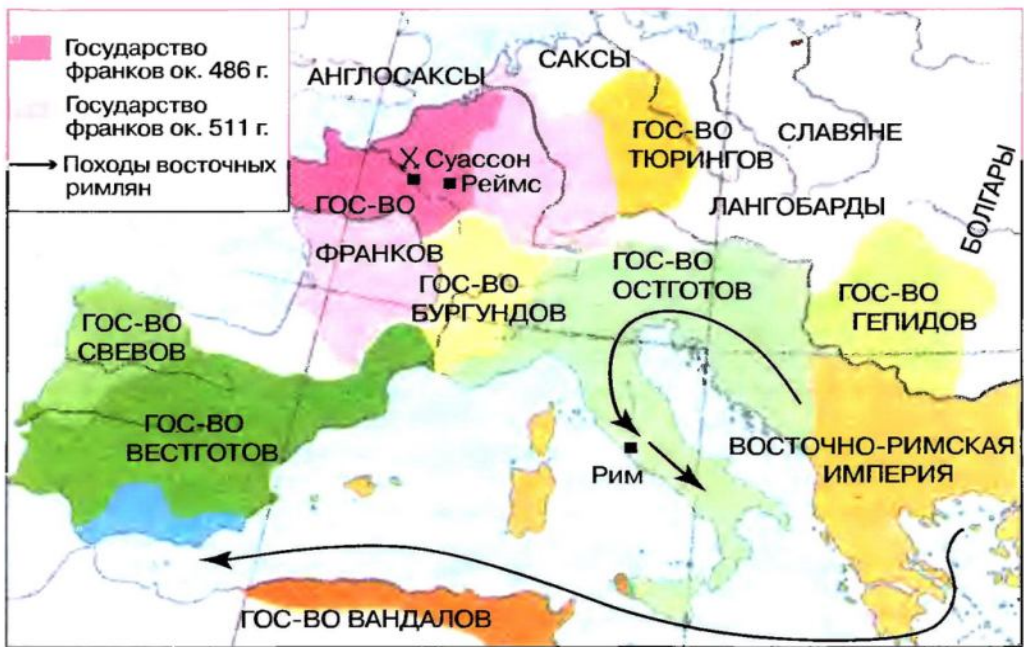 Государство
франков ок. 486 г.
Государство
франков ок. 511 г.
Походы восточных
римлян
АНГЛОСАКСЫ
САКСЫ
ГОС-ВО
ТЮРИНГОВ
СЛАВЯНЕ
Суассон
Реймс
ГОС-ВО
ФРАНКОВ
ЛАНГОБАРДЫ
БОЛГАРЫ
ГОС-ВО
БУРГУНДОВ
ГОС-ВО
ОСТГОТОВ
ГОС-ВО
ГЕПИДОВ
ГОС-ВО
СВЕВОВ
ГОС-ВО
ВЕСТГОТОВ
Рим
ВОСТОЧНО-РИМСКАЯ
ИМПЕРИЯ
ГОС-ВО ВАНДАЛОВ